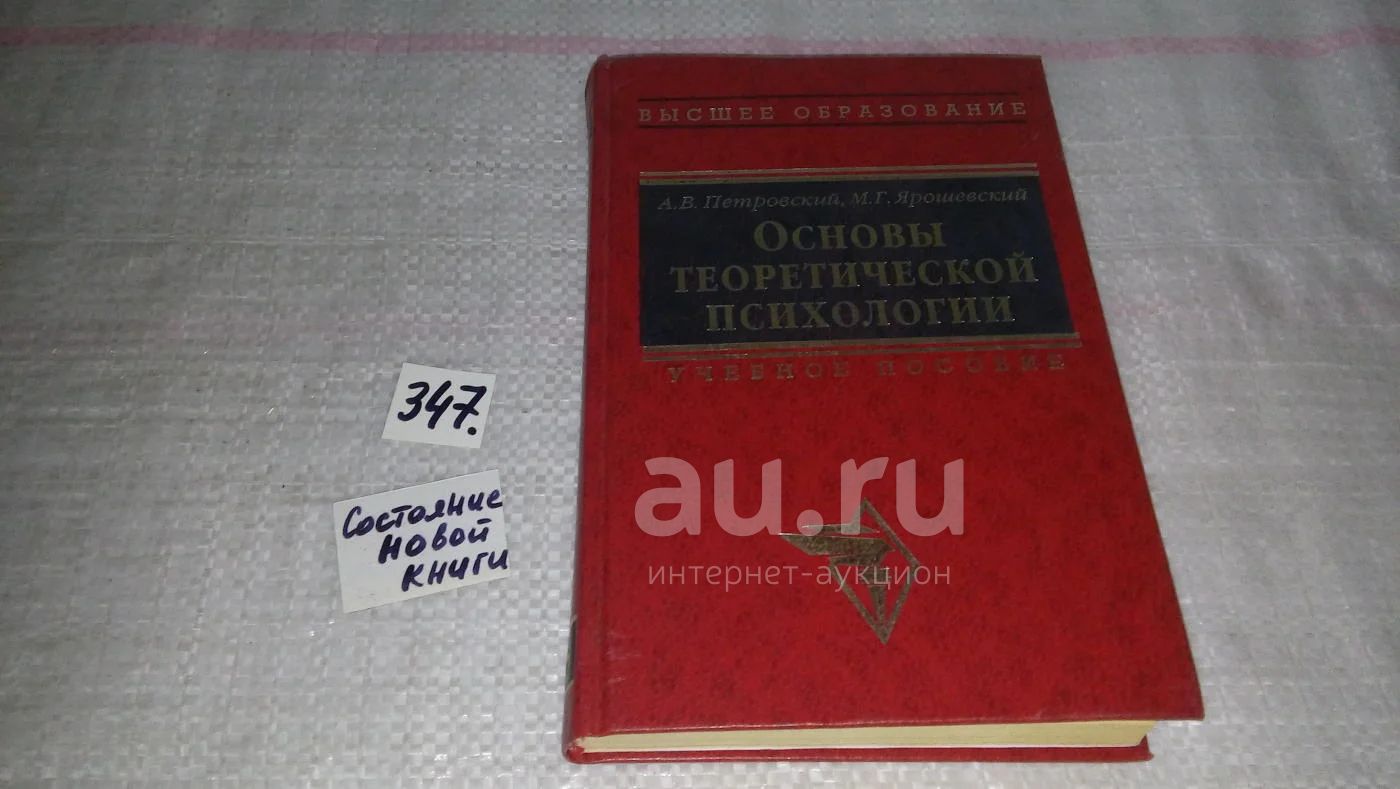 ВЫСШЕЕ ОБРАЗОВАНИЕ
А.В. Петровский, М.Г. Ярошевский
ОСНОВЫ
ТЕОРЕТИЧЕСКОЙ
ПСИХОЛОГИИ
УЧЕБНОЕ ПОСОБИЕ
347.
Состояние
новой
книги
au.ru
интернет-аукцион